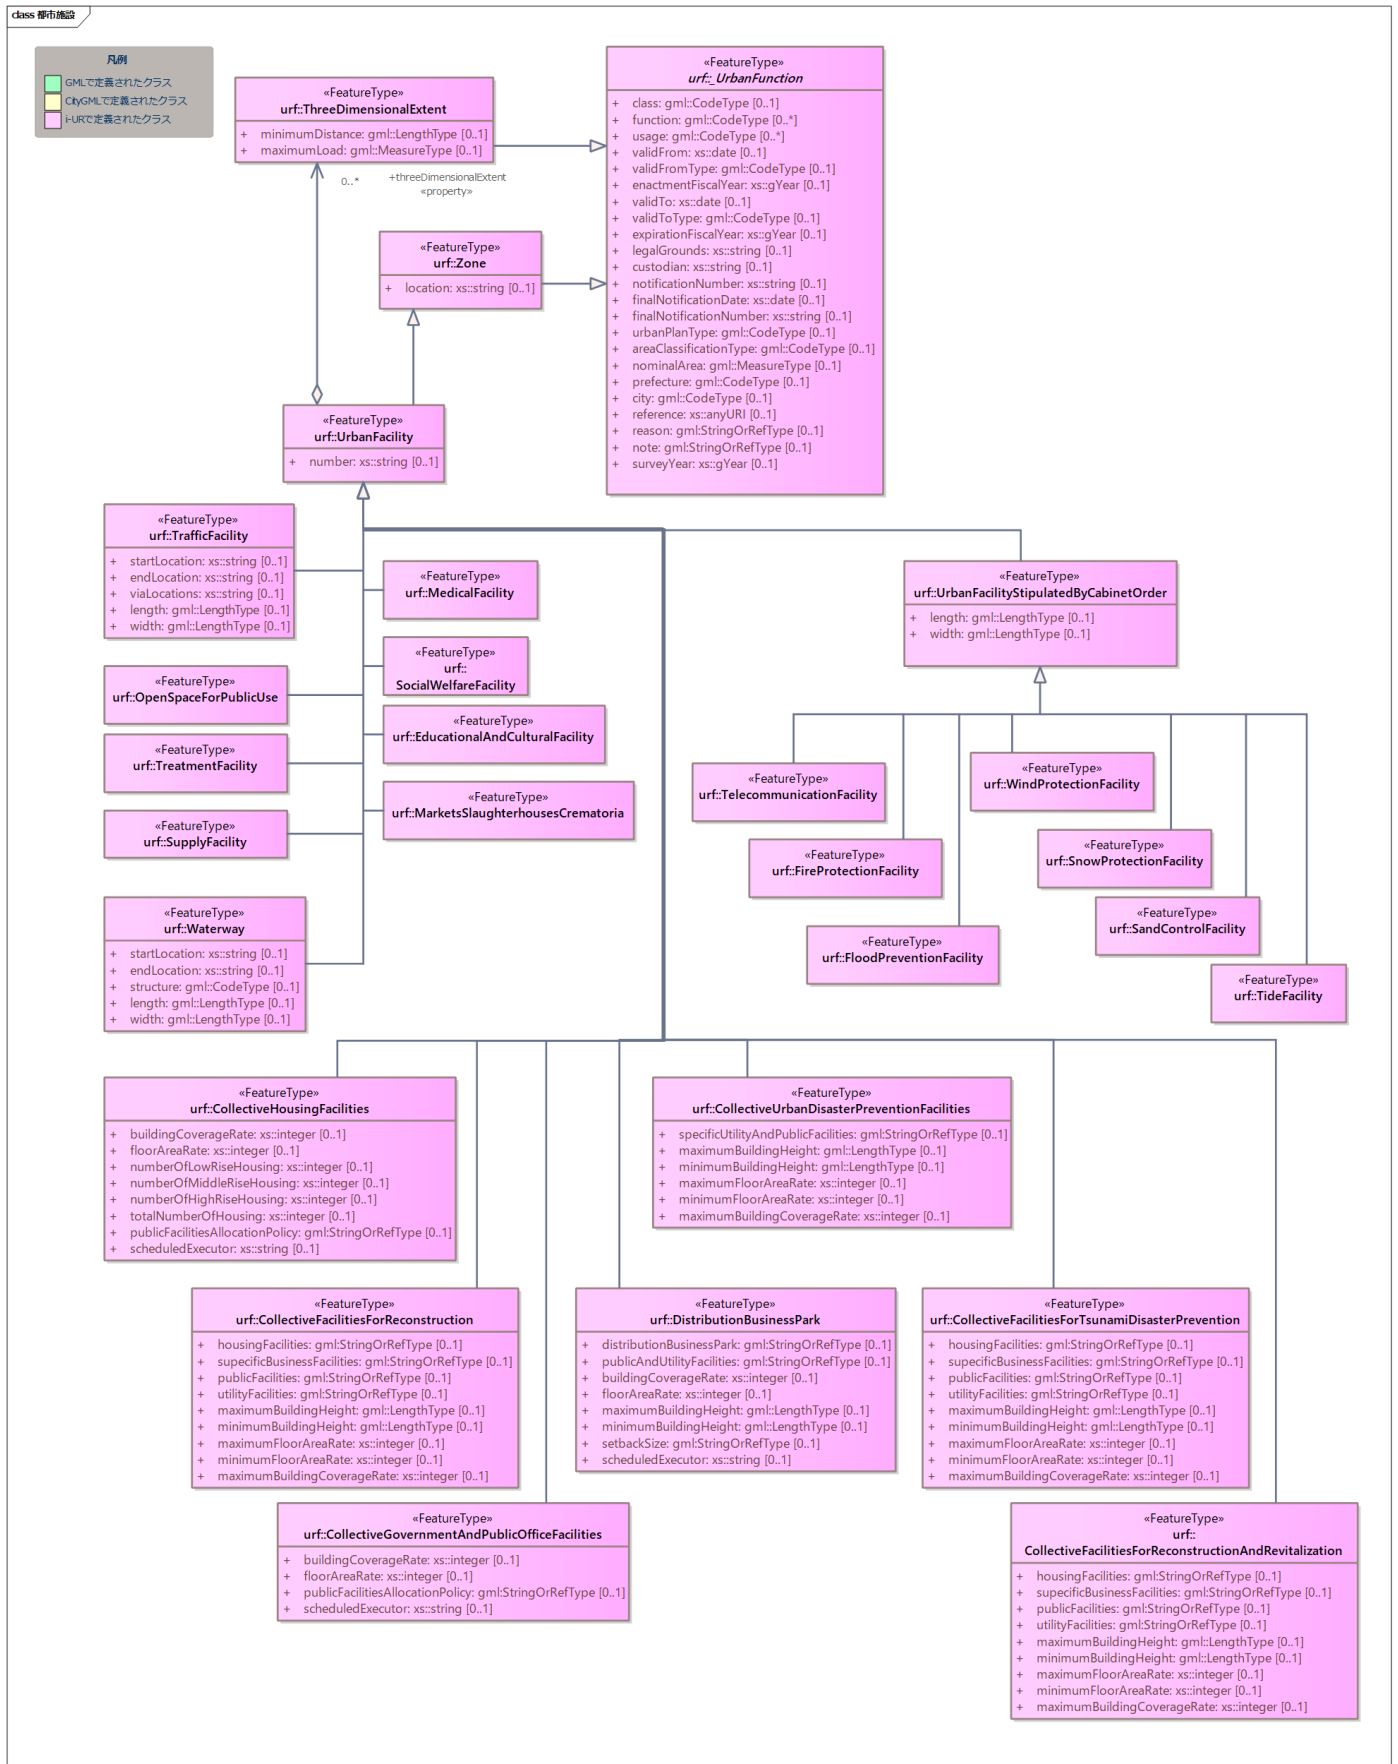 class 都市施設
凡例
GMLで定義されたクラス
CityGMLで定義されたクラス
i-URで定義されたクラス
«FeatureType»
urf::ThreeDimensionalExtent
+ minimumDistance: gml::LengthType [0..1]
+ maximumLoad: gml::MeasureType [0..1]
0..*
+threeDimensionalExtent
«property»
«FeatureType»
urf::_UrbanFunction
+ class: gml::CodeType [0..1]
+ function: gml::CodeType [0..*]
+ usage: gml::CodeType [0..*]
+ validFrom: xs::date [0..1]
+ validFromType: gml::CodeType [0..1]
+ enactmentFiscalYear: xs::gYear [0..1]
+ validTo: xs::date [0..1]
+ validToType: gml::CodeType [0..1]
+ expirationFiscalYear: xs::gYear [0..1]
+ legalGrounds: xs::string [0..1]
+ custodian: xs::string [0..1]
+ notificationNumber: xs::string [0..1]
+ finalNotificationDate: xs::date [0..1]
+ finalNotificationNumber: xs::string [0..1]
+ urbanPlanType: gml::CodeType [0..1]
+ areaClassificationType: gml::CodeType [0..1]
+ nominalArea: gml::MeasureType [0..1]
+ prefecture: gml::CodeType [0..1]
+ city: gml::CodeType [0..1]
+ reference: xs::anyURI [0..1]
+ reason: gml:StringOrRefType [0..1]
+ note: gml:StringOrRefType [0..1]
+ surveyYear: xs::gYear [0..1]
«FeatureType»
urf::Zone
+ location: xs::string [0..1]
«FeatureType»
urf::UrbanFacility
+ number: xs::string [0..1]
«FeatureType»
urf::TrafficFacility
+ startLocation: xs::string [0..1]
+ endLocation: xs::string [0..1]
+ viaLocations: xs::string [0..1]
+ length: gml::LengthType [0..1]
+ width: gml::LengthType [0..1]
«FeatureType»
urf::MedicalFacility
«FeatureType»
urf::
SocialWelfareFacility
«FeatureType»
urf::OpenSpaceForPublicUse
«FeatureType»
urf::EducationalAndCulturalFacility
«FeatureType»
urf::TreatmentFacility
«FeatureType»
urf::MarketsSlaughterhousesCrematoria
«FeatureType»
urf::SupplyFacility
«FeatureType»
urf::Waterway
+ startLocation: xs::string [0..1]
+ endLocation: xs::string [0..1]
+ structure: gml::CodeType [0..1]
+ length: gml::LengthType [0..1]
+ width: gml::LengthType [0..1]
«FeatureType»
urf::UrbanFacilityStipulatedByCabinetOrder
+ length: gml::LengthType [0..1]
+ width: gml::LengthType [0..1]
«FeatureType»
urf::TelecommunicationFacility
«FeatureType»
urf::WindProtectionFacility
«FeatureType»
urf::FireProtectionFacility
«FeatureType»
urf::SnowProtectionFacility
«FeatureType»
urf::SandControlFacility
«FeatureType»
urf::FloodPreventionFacility
«FeatureType»
urf::TideFacility
«FeatureType»
urf::CollectiveHousingFacilities
+ buildingCoverageRate: xs::integer [0..1]
+ floorAreaRate: xs::integer [0..1]
+ numberOfLowRiseHousing: xs::integer [0..1]
+ numberOfMiddleRiseHousing: xs::integer [0..1]
+ numberOfHighRiseHousing: xs::integer [0..1]
+ totalNumberOfHousing: xs::integer [0..1]
+ publicFacilitiesAllocationPolicy: gml:StringOrRefType [0..1]
+ scheduledExecutor: xs::string [0..1]
«FeatureType»
urf::CollectiveUrbanDisasterPreventionFacilities
+ specificUtilityAndPublicFacilities: gml:StringOrRefType [0..1]
+ maximumBuildingHeight: gml::LengthType [0..1]
+ minimumBuildingHeight: gml::LengthType [0..1]
+ maximumFloorAreaRate: xs::integer [0..1]
+ minimumFloorAreaRate: xs::integer [0..1]
+ maximumBuildingCoverageRate: xs::integer [0..1]
«FeatureType»
urf::CollectiveFacilitiesForReconstruction
+ housingFacilities: gml:StringOrRefType [0..1]
+ supecificBusinessFacilities: gml:StringOrRefType [0..1]
+ publicFacilities: gml:StringOrRefType [0..1]
+ utilityFacilities: gml:StringOrRefType [0..1]
+ maximumBuildingHeight: gml::LengthType [0..1]
+ minimumBuildingHeight: gml::LengthType [0..1]
+ maximumFloorAreaRate: xs::integer [0..1]
+ minimumFloorAreaRate: xs::integer [0..1]
+ maximumBuildingCoverageRate: xs::integer [0..1]
«FeatureType»
urf::DistributionBusinessPark
+ distributionBusinessPark: gml:StringOrRefType [0..1]
+ publicAndUtilityFacilities: gml:StringOrRefType [0..1]
+ buildingCoverageRate: xs::integer [0..1]
+ floorAreaRate: xs::integer [0..1]
+ maximumBuildingHeight: gml::LengthType [0..1]
+ minimumBuildingHeight: gml::LengthType [0..1]
+ setbackSize: gml:StringOrRefType [0..1]
+ scheduledExecutor: xs::string [0..1]
«FeatureType»
urf::CollectiveFacilitiesForTsunamiDisasterPrevention
+ housingFacilities: gml:StringOrRefType [0..1]
+ supecificBusinessFacilities: gml:StringOrRefType [0..1]
+ publicFacilities: gml:StringOrRefType [0..1]
+ utilityFacilities: gml:StringOrRefType [0..1]
+ maximumBuildingHeight: gml::LengthType [0..1]
+ minimumBuildingHeight: gml::LengthType [0..1]
+ maximumFloorAreaRate: xs::integer [0..1]
+ minimumFloorAreaRate: xs::integer [0..1]
+ maximumBuildingCoverageRate: xs::integer [0..1]
«FeatureType»
urf::CollectiveGovernmentAndPublicOfficeFacilities
+ buildingCoverageRate: xs::integer [0..1]
+ floorAreaRate: xs::integer [0..1]
+ publicFacilitiesAllocationPolicy: gml:StringOrRefType [0..1]
+ scheduledExecutor: xs::string [0..1]
«FeatureType»
urf::
CollectiveFacilitiesForReconstructionAndRevitalization
+ housingFacilities: gml:StringOrRefType [0..1]
+ supecificBusinessFacilities: gml:StringOrRefType [0..1]
+ publicFacilities: gml:StringOrRefType [0..1]
+ utilityFacilities: gml:StringOrRefType [0..1]
+ maximumBuildingHeight: gml::LengthType [0..1]
+ minimumBuildingHeight: gml::LengthType [0..1]
+ maximumFloorAreaRate: xs::integer [0..1]
+ minimumFloorAreaRate: xs::integer [0..1]
+ maximumBuildingCoverageRate: xs::integer [0..1]